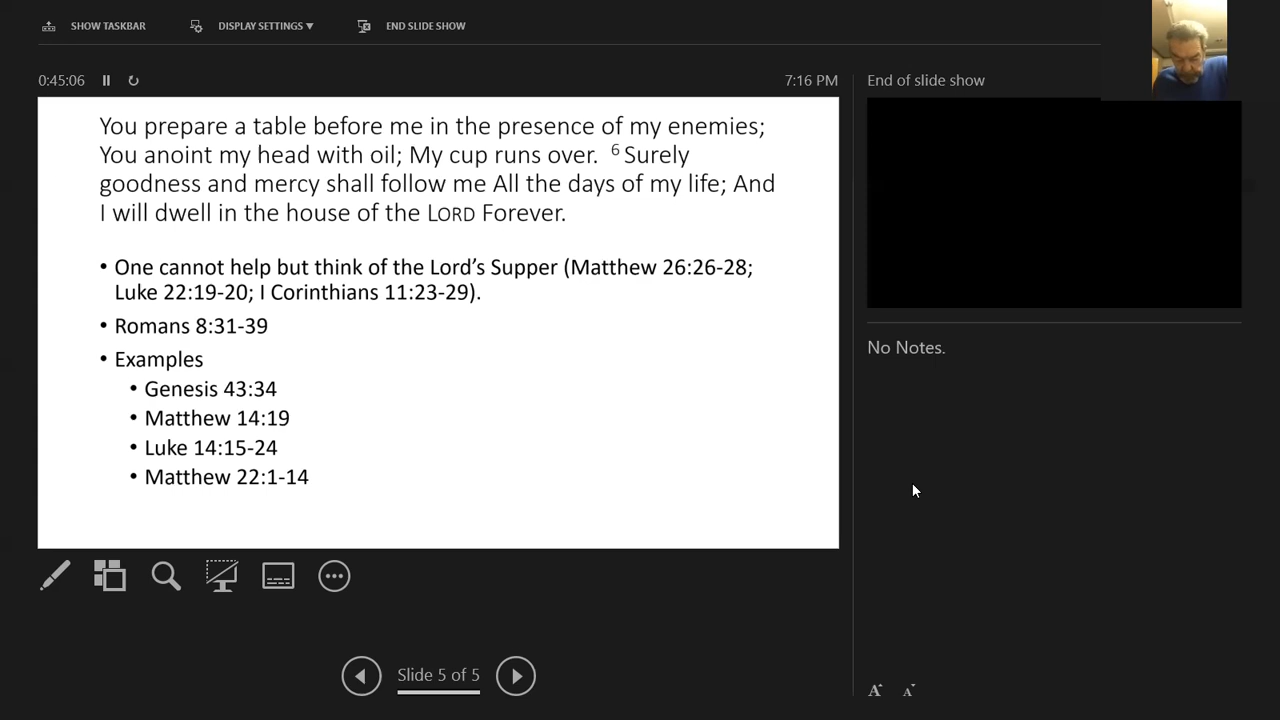 SHOW TASKBAR DISPLAY SETTINGS ▼ END SLIDE SHOW
0:45:06 7:16 PM End of slide show
You prepare a table before me in the presence of my enemies;
You anoint my head with oil; My cup runs over. ⁶ Surely
goodness and mercy shall follow me All the days of my life; And
I will dwell in the house of the LORD Forever.
• One cannot help but think of the Lord’s Supper (Matthew 26:26-28;
Luke 22:19-20; I Corinthians 11:23-29).
• Romans 8:31-39
• Examples
• Genesis 43:34
• Matthew 14:19
• Luke 14:15-24
• Matthew 22:1-14
No Notes.
Slide 5 of 5
A A